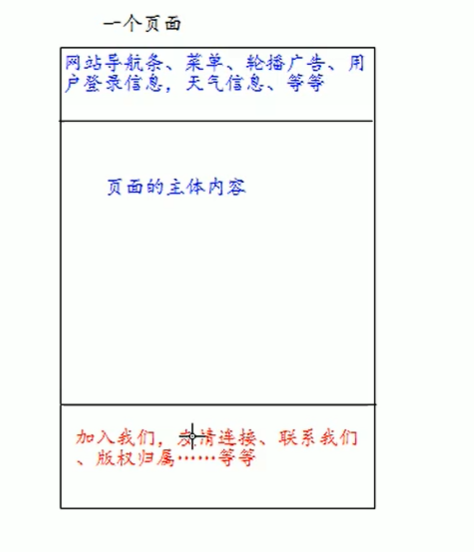 一个页面
网站导航条、菜单、轮播广告、用
户登录信息，天气信息、等等
页面的主体内容
加入我们，友情连接、联系我们
、版权归属……等等